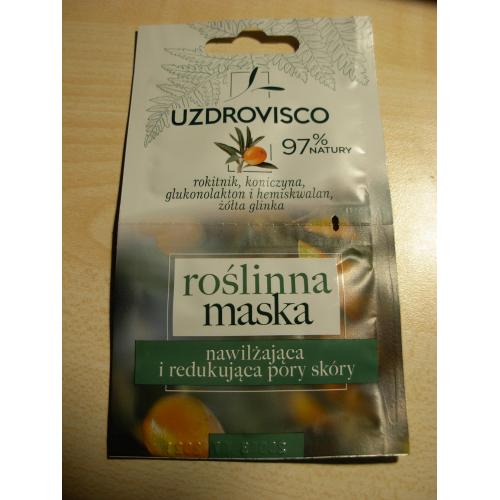 UZDROVISCO
97% NATURY
rokitnik, koniczyna,
glukonolakton i hemiskwalan,
żółta glinka
roślinna
maska
nawilżająca
i redukująca pory skóry